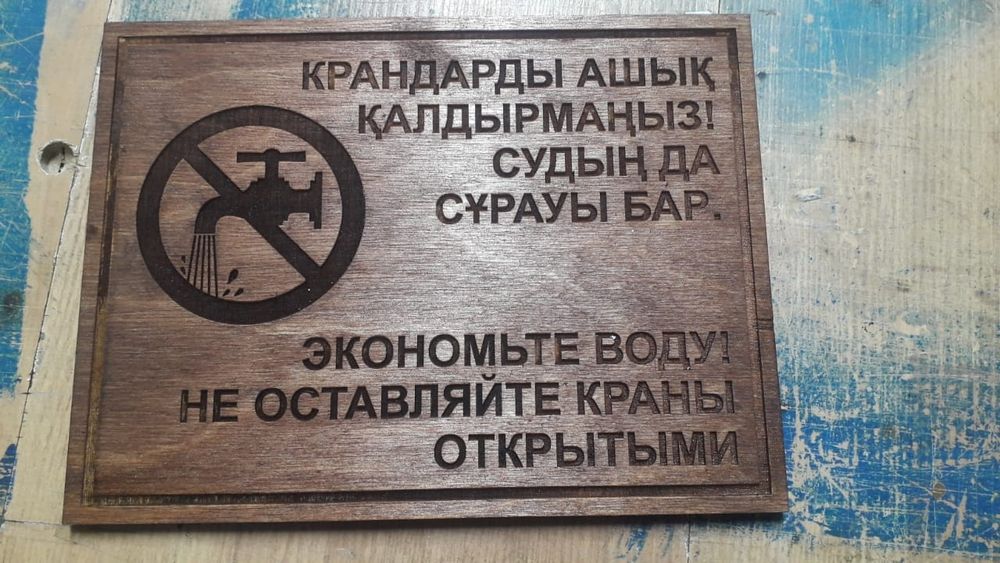 КРАНДАРДЫ АШЫҚ
ҚАЛДЫРМАҢЫЗ!
СУДЫҢ ДА
СҰРАУЫ БАР.
ЭКОНОМЬТЕ ВОДУ!
НЕ ОСТАВЛЯЙТЕ КРАНЫ
ОТКРЫТЫМИ